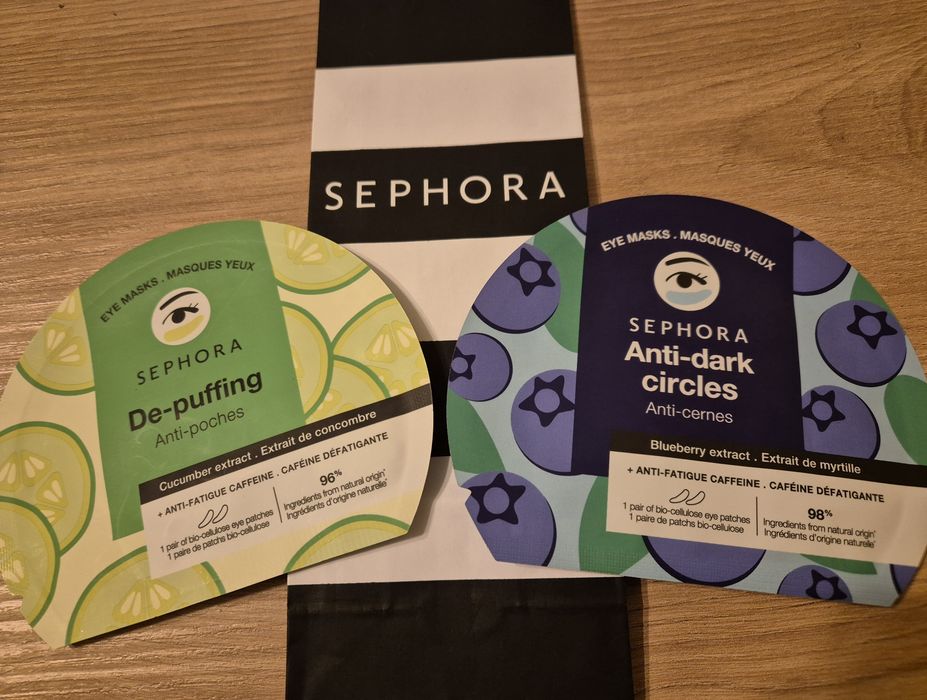 SEPHORA
EYE MASKS . MASQUES YEUX
SEPHORA
De-puffing
Anti-poches
Cucumber extract . Extrait de concombre
+ ANTI-FATIGUE CAFFEINE . CAFÉINE DÉFATIGANTE
1 pair of bio-cellulose eye patches
1 paire de patchs bio-cellulose
96%
Ingredients from natural origin*
Ingrédients d'origine naturelle*
EYE MASKS . MASQUES YEUX
SEPHORA
Anti-dark
circles
Anti-cernes
Blueberry extract . Extrait de myrtille
+ ANTI-FATIGUE CAFFEINE . CAFÉINE DÉFATIGANTE
1 pair of bio-cellulose eye patches
1 paire de patchs bio-cellulose
98%
Ingredients from natural origin*
Ingrédients d'origine naturelle*